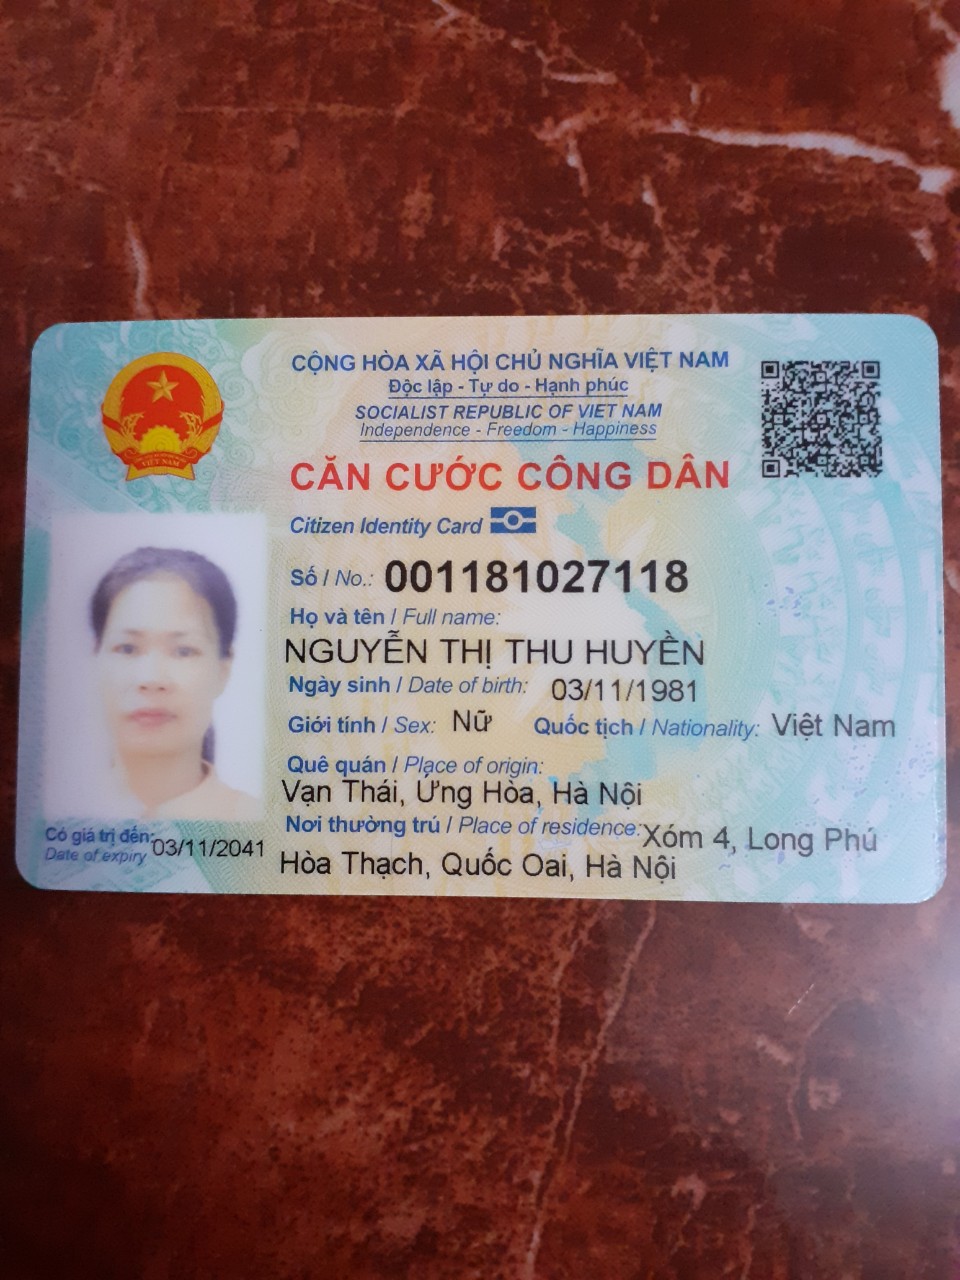 CỘNG HÒA XÃ HỘI CHỦ NGHĨA VIỆT NAM
Độc lập - Tự do - Hạnh phúc
SOCIALIST REPUBLIC OF VIET NAM
Independence - Freedom - Happiness
CĂN CƯỚC CÔNG DÂN
Citizen Identity Card
Số / No.: 001181027118
Họ và tên / Full name:
NGUYỄN THỊ THU HUYỀN
Ngày sinh / Date of birth: 03/11/1981
Giới tính / Sex: Nữ Quốc tịch / Nationality: Việt Nam
Quê quán / Place of origin:
Vạn Thái, Ứng Hòa, Hà Nội
Nơi thường trú / Place of residence: Xóm 4, Long Phú
Hòa Thạch, Quốc Oai, Hà Nội
Có giá trị đến: 03/11/2041
Date of expiry
VIỆT NAM